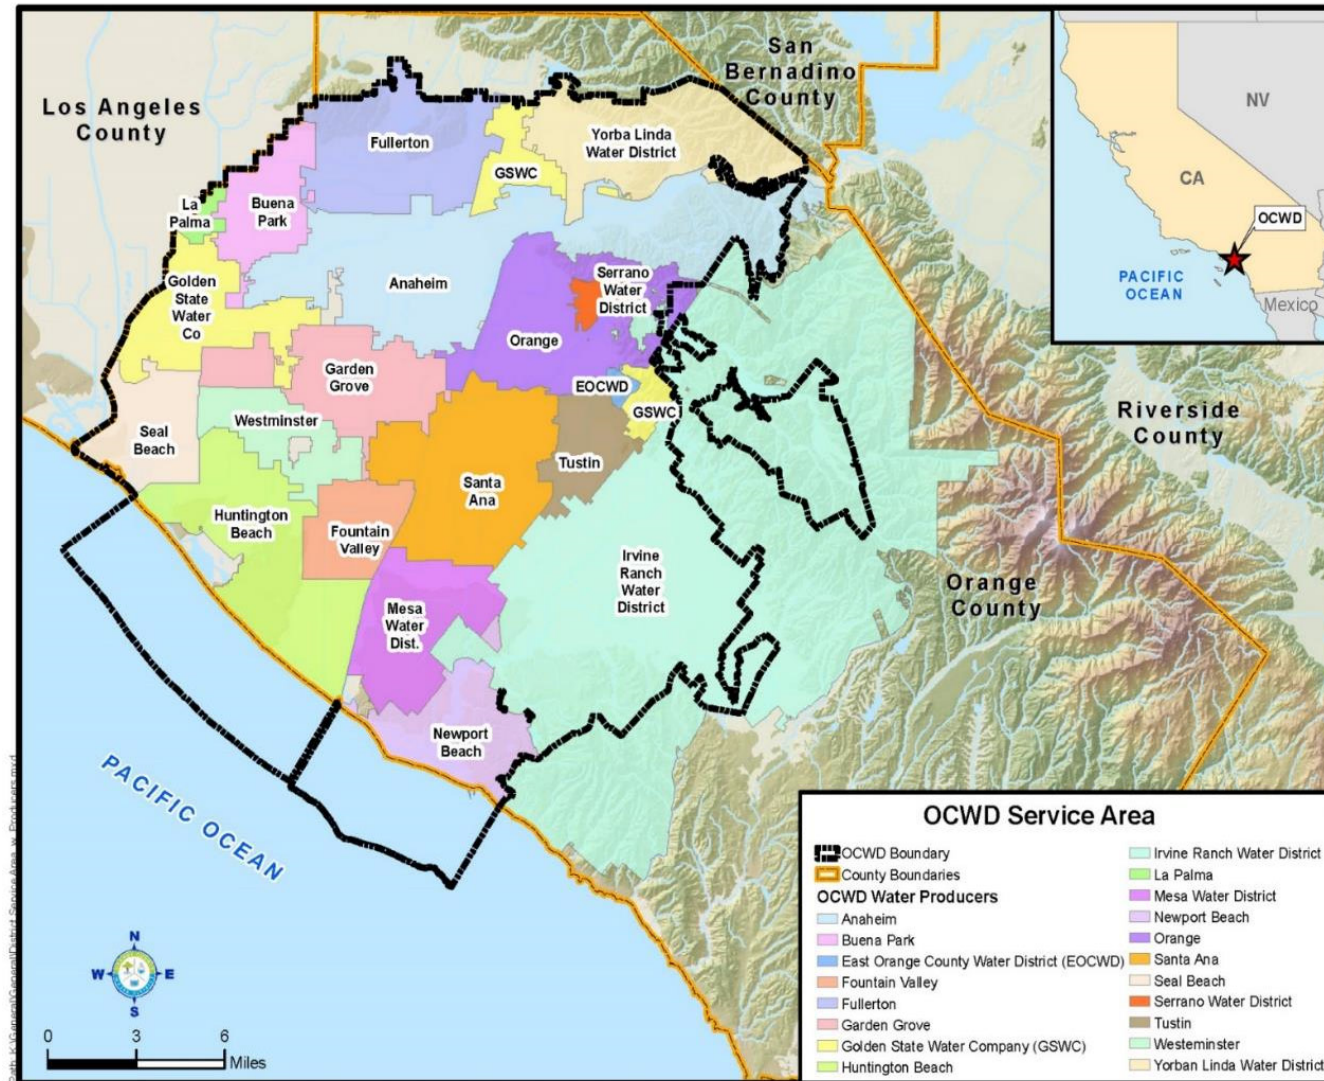 San
Bernadino
County
Los Angeles
County
NV
CA
OCWD
PACIFIC
OCEAN
Mexico
Fullerton
Yorba Linda
Water District
GSWC
La
Palma
Buena
Park
Golden
State
Water
Co
Anaheim
Serrano
Water
District
Orange
Garden
Grove
EOCWD
GSWC
Riverside
County
Westminster
Seal
Beach
Tustin
Santa
Ana
Huntington
Beach
Fountain
Valley
Irvine
Ranch
Water
District
Orange
County
Mesa
Water
Dist.
Newport
Beach
PACIFIC OCEAN
N
W
E
S
0
3
6
Miles
OCWD Service Area
OCWD Boundary
County Boundaries
OCWD Water Producers
Anaheim
Buena Park
East Orange County Water District (EOCWD)
Fountain Valley
Fullerton
Garden Grove
Golden State Water Company (GSWC)
Huntington Beach
Irvine Ranch Water District
La Palma
Mesa Water District
Newport Beach
Orange
Santa Ana
Seal Beach
Serrano Water District
Tustin
Westeminster
Yorban Linda Water District